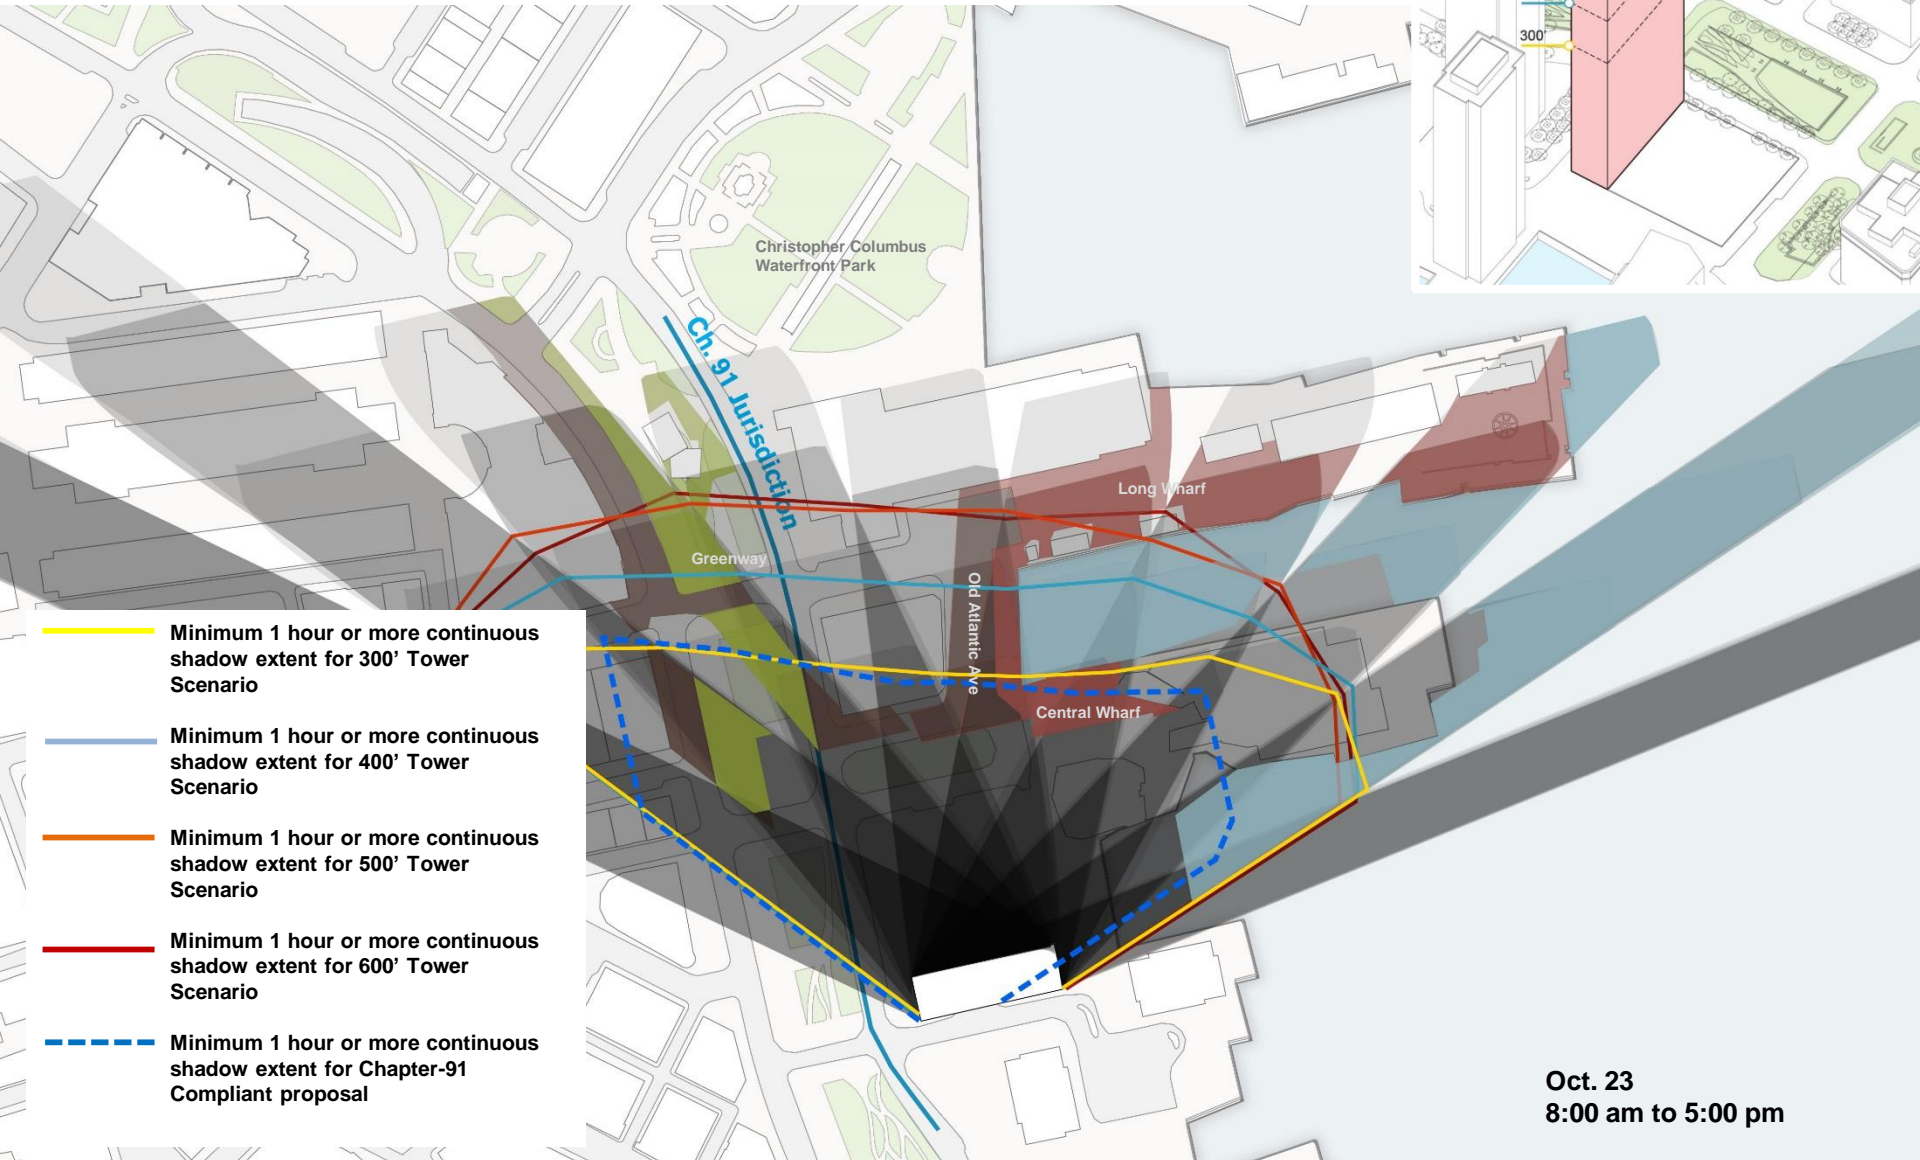 300'
Christopher Columbus
Waterfront Park
Ch. 91 Jurisdiction
Long Wharf
Greenway
Old Atlantic Ave
Central Wharf
Minimum 1 hour or more continuous
shadow extent for 300’ Tower
Scenario
Minimum 1 hour or more continuous
shadow extent for 400’ Tower
Scenario
Minimum 1 hour or more continuous
shadow extent for 500’ Tower
Scenario
Minimum 1 hour or more continuous
shadow extent for 600’ Tower
Scenario
Minimum 1 hour or more continuous
shadow extent for Chapter-91
Compliant proposal
Oct. 23
8:00 am to 5:00 pm